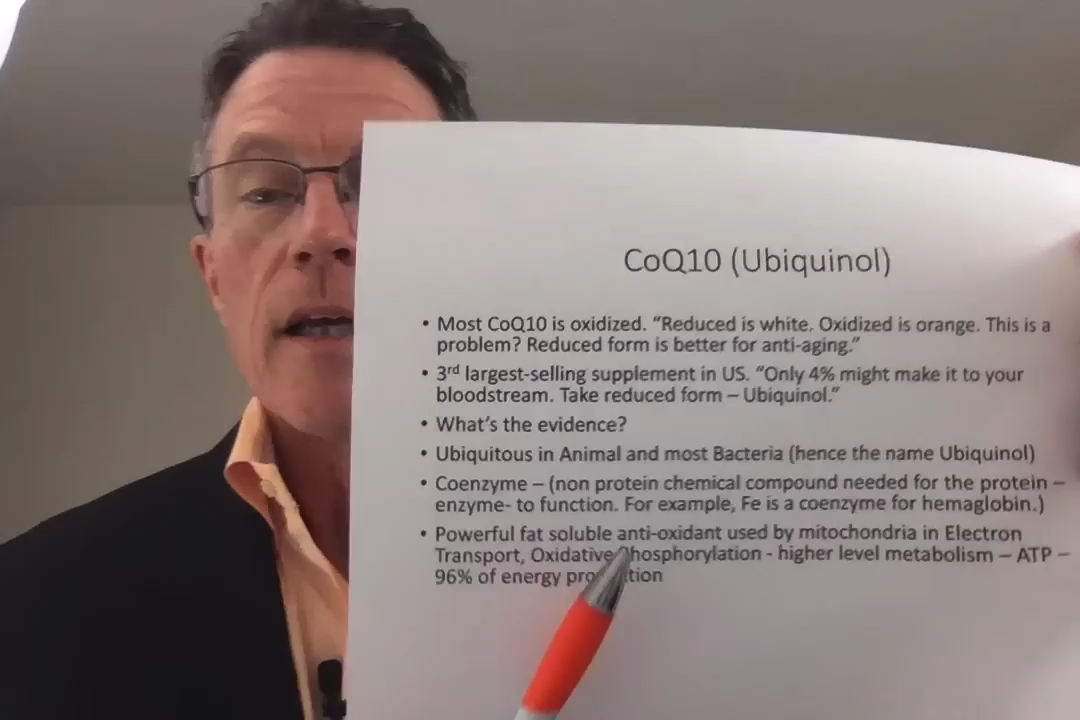 CoQ10 (Ubiquinol)
• Most CoQ10 is oxidized. “Reduced is white. Oxidized is orange. This is a
problem? Reduced form is better for anti-aging.”
• 3rd largest-selling supplement in US. “Only 4% might make it to your
bloodstream. Take reduced form – Ubiquinol.”
• What’s the evidence?
• Ubiquitous in Animal and most Bacteria (hence the name Ubiquinol)
• Coenzyme – (non protein chemical compound needed for the protein –
enzyme- to function. For example, Fe is a coenzyme for hemaglobin.)
• Powerful fat soluble anti-oxidant used by mitochondria in Electron
Transport, Oxidative Phosphorylation - higher level metabolism – ATP –
96% of energy